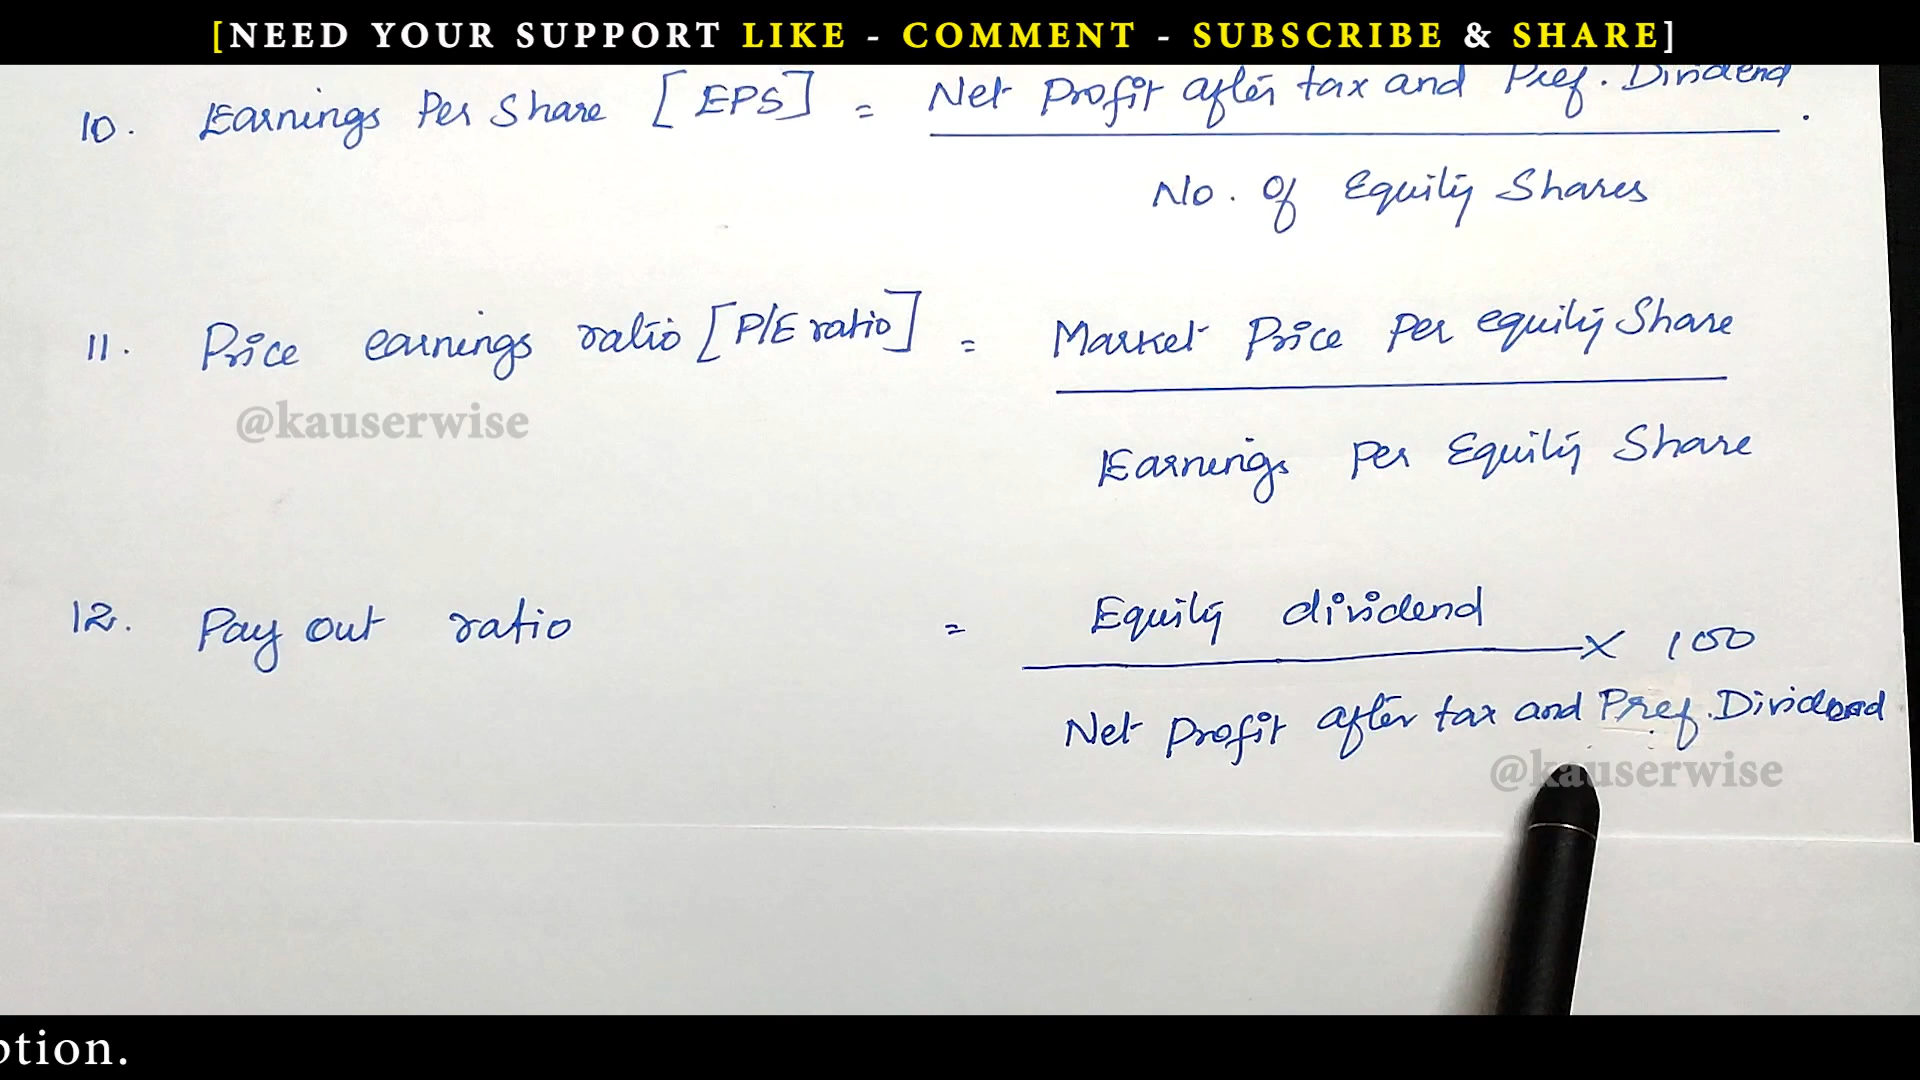 [NEED YOUR SUPPORT LIKE - COMMENT - SUBSCRIBE & SHARE]
10. Earnings Per Share [EPS] = Net Profit after tax and Pref. Dividend
No. Of Equity Shares
11. Price earnings ratio [P/E ratio] = Market Price Per equity Share
@kauserwise
Earnings Per Equity Share
12. Pay out ratio = Equity dividend × 100
Net Profit after tax and Pref. Dividend
@kauserwise
ption.